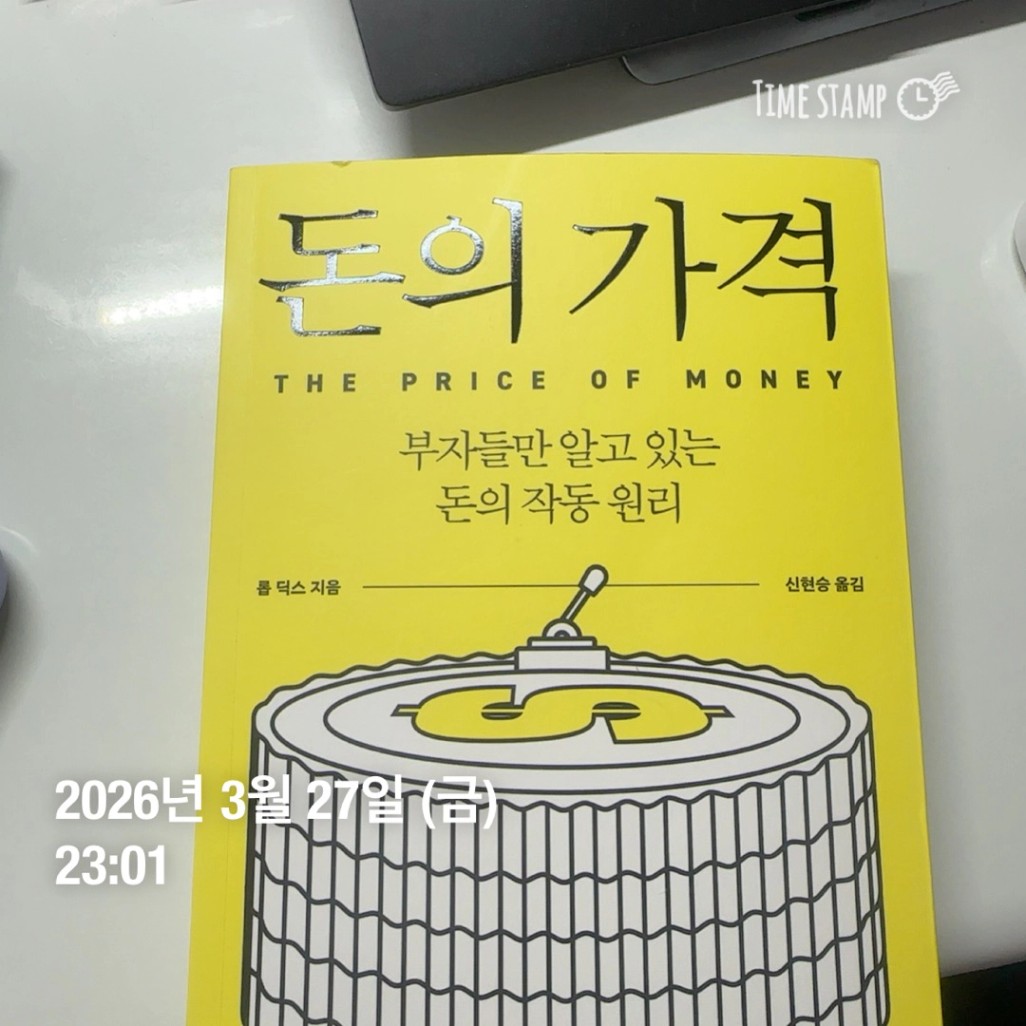 TIME STAMP
돈의 가격
THE PRICE OF MONEY
부자들만 알고 있는
돈의 작동 원리
롭 딕스 지음
신현승 옮김
$
2026년 3월 27일 (금)
23:01